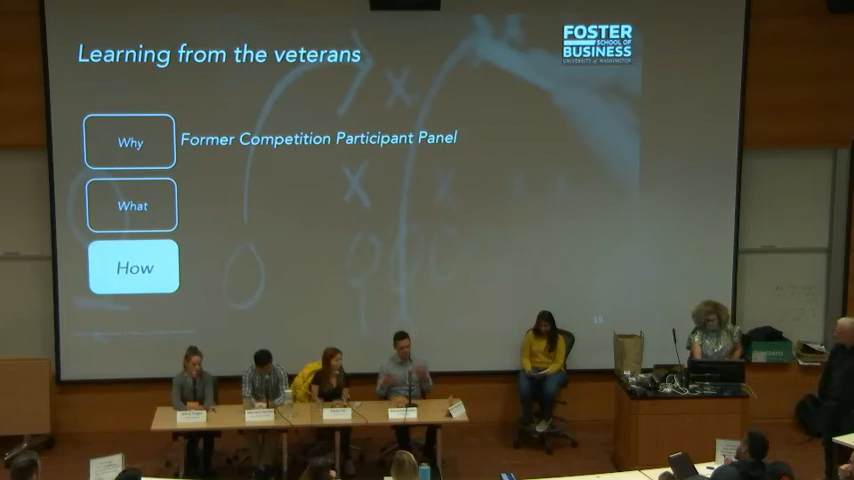 Learning from the veterans
FOSTER
SCHOOL OF
BUSINESS
UNIVERSITY of WASHINGTON
Why
Former Competition Participant Panel
What
How